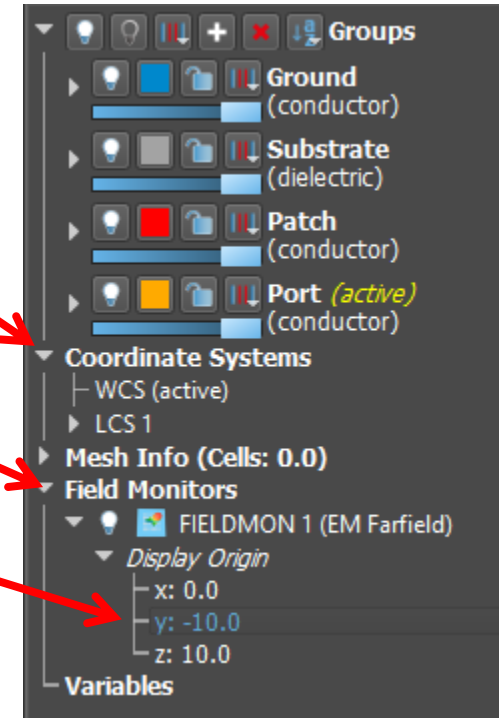 Groups
Ground
(conductor)
Substrate
(dielectric)
Patch
(conductor)
Port (active)
(conductor)
Coordinate Systems
WCS (active)
LCS 1
Mesh Info (Cells: 0.0)
Field Monitors
FIELDMON 1 (EM Farfield)
Display Origin
x: 0.0
y: -10.0
z: 10.0
Variables